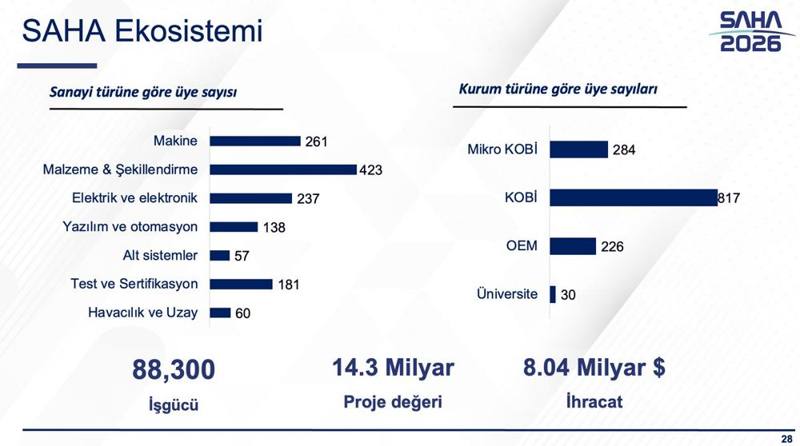 SAHA Ekosistemi
SAHA
2026
Sanayi türüne göre üye sayısı
Makine 261
Malzeme & Şekillendirme 423
Elektrik ve elektronik 237
Yazılım ve otomasyon 138
Alt sistemler 57
Test ve Sertifikasyon 181
Havacılık ve Uzay 60
Kurum türüne göre üye sayıları
Mikro KOBİ 284
KOBİ 817
OEM 226
Üniversite 30
88,300
İşgücü
14.3 Milyar
Proje değeri
8.04 Milyar $
İhracat
28